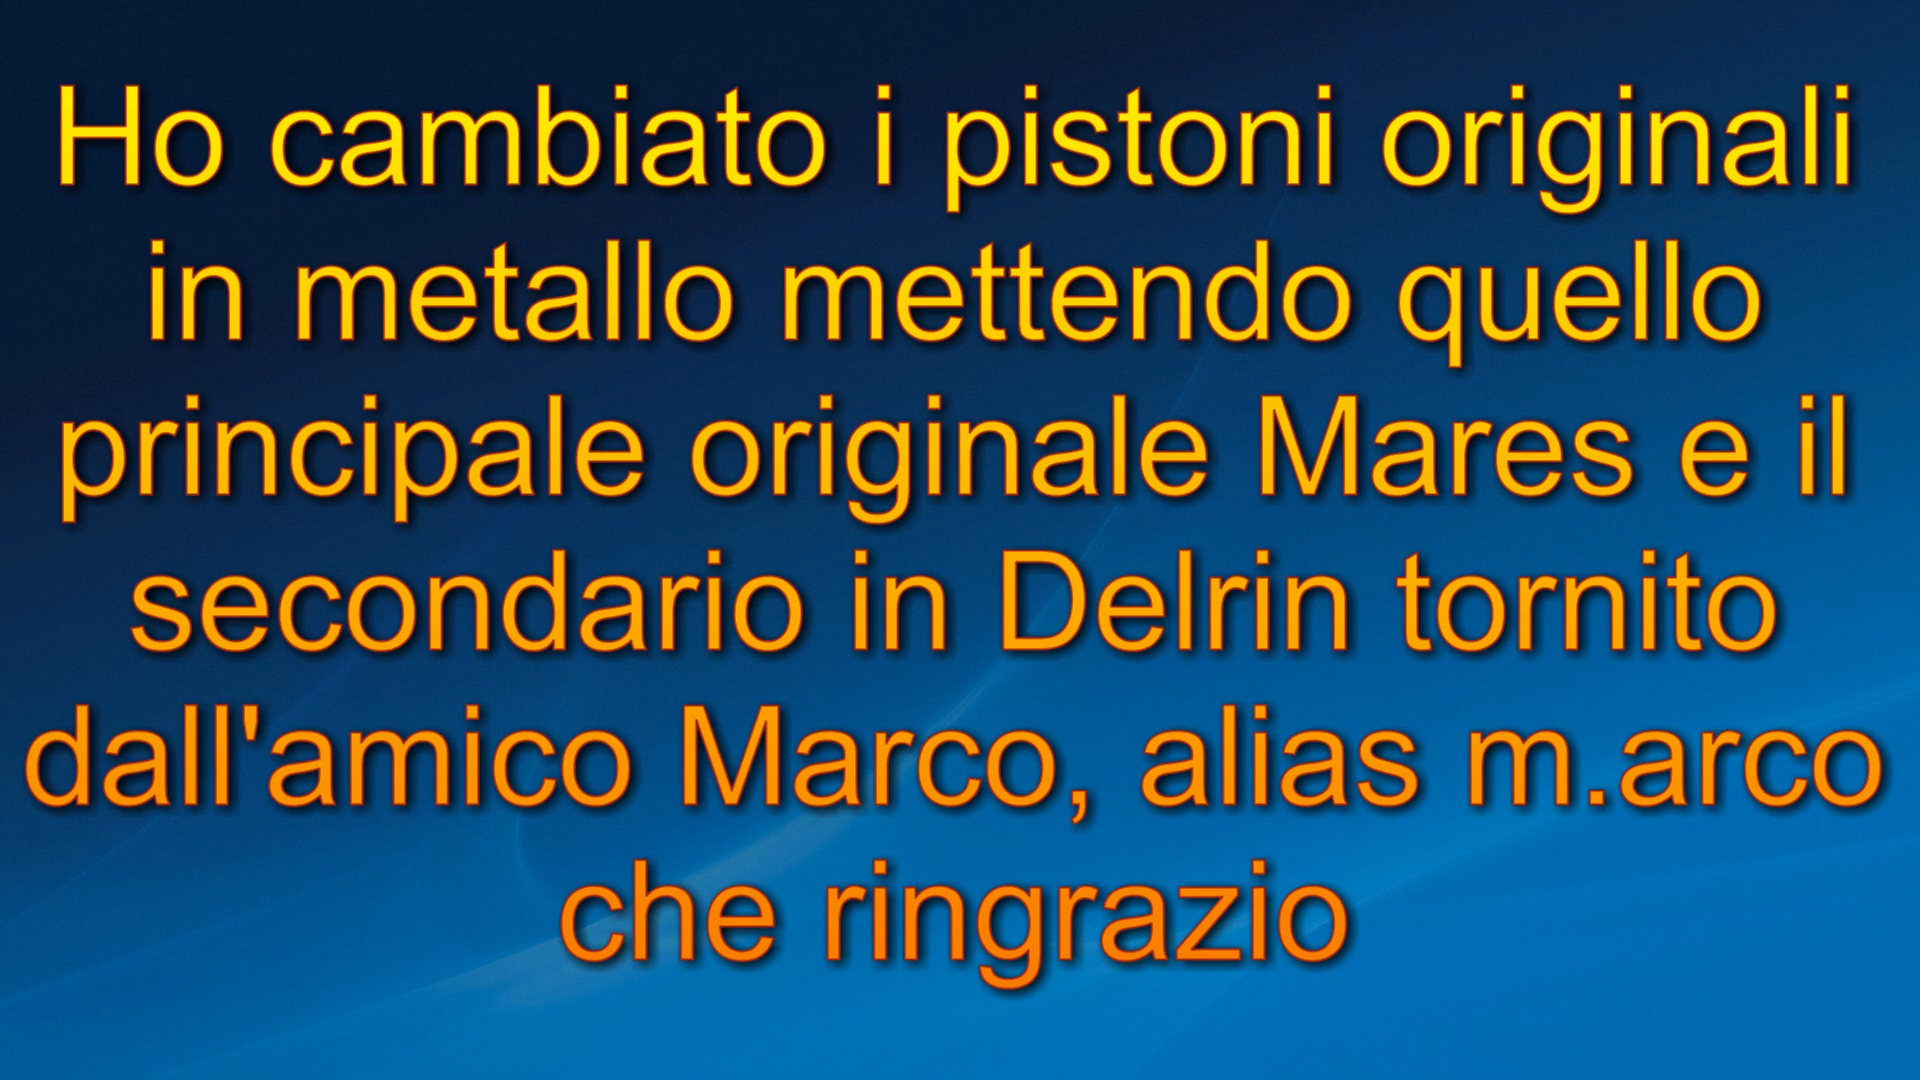 Ho cambiato i pistoni originali
in metallo mettendo quello
principale originale Mares e il
secondario in Delrin tornito
dall'amico Marco, alias m.arco
che ringrazio